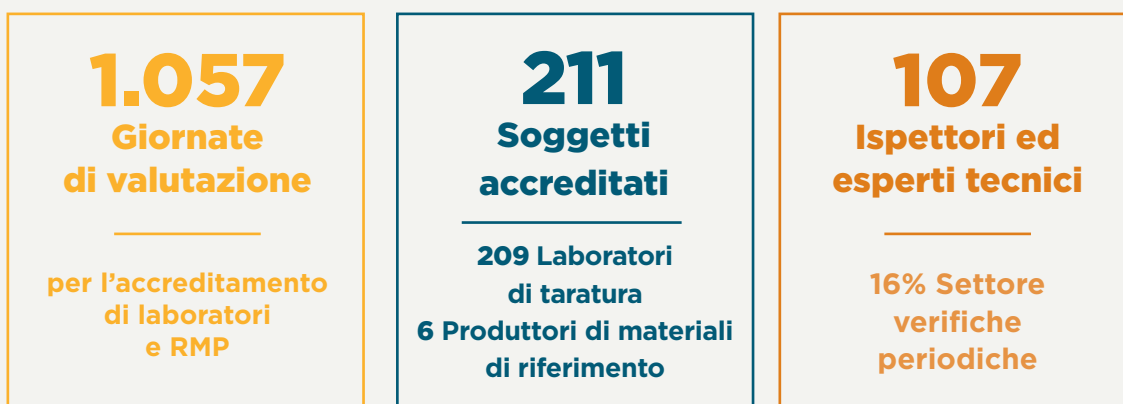 1.057
Giornate
di valutazione
per l'accreditamento
di laboratori
e RMP
211
Soggetti
accreditati
209 Laboratori
di taratura
6 Produttori di materiali
di riferimento
107
Ispettori ed
esperti tecnici
16% Settore
verifiche
periodiche